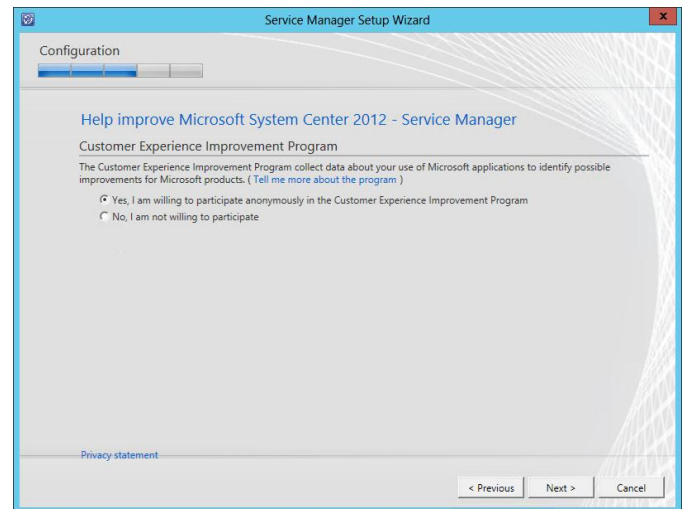 Service Manager Setup Wizard
x
Configuration
Help improve Microsoft System Center 2012 - Service Manager
Customer Experience Improvement Program
The Customer Experience Improvement Program collect data about your use of Microsoft applications to identify possible
improvements for Microsoft products. ( Tell me more about the program )
Yes, I am willing to participate anonymously in the Customer Experience Improvement Program
No, I am not willing to participate
Privacy statement
< Previous Next > Cancel